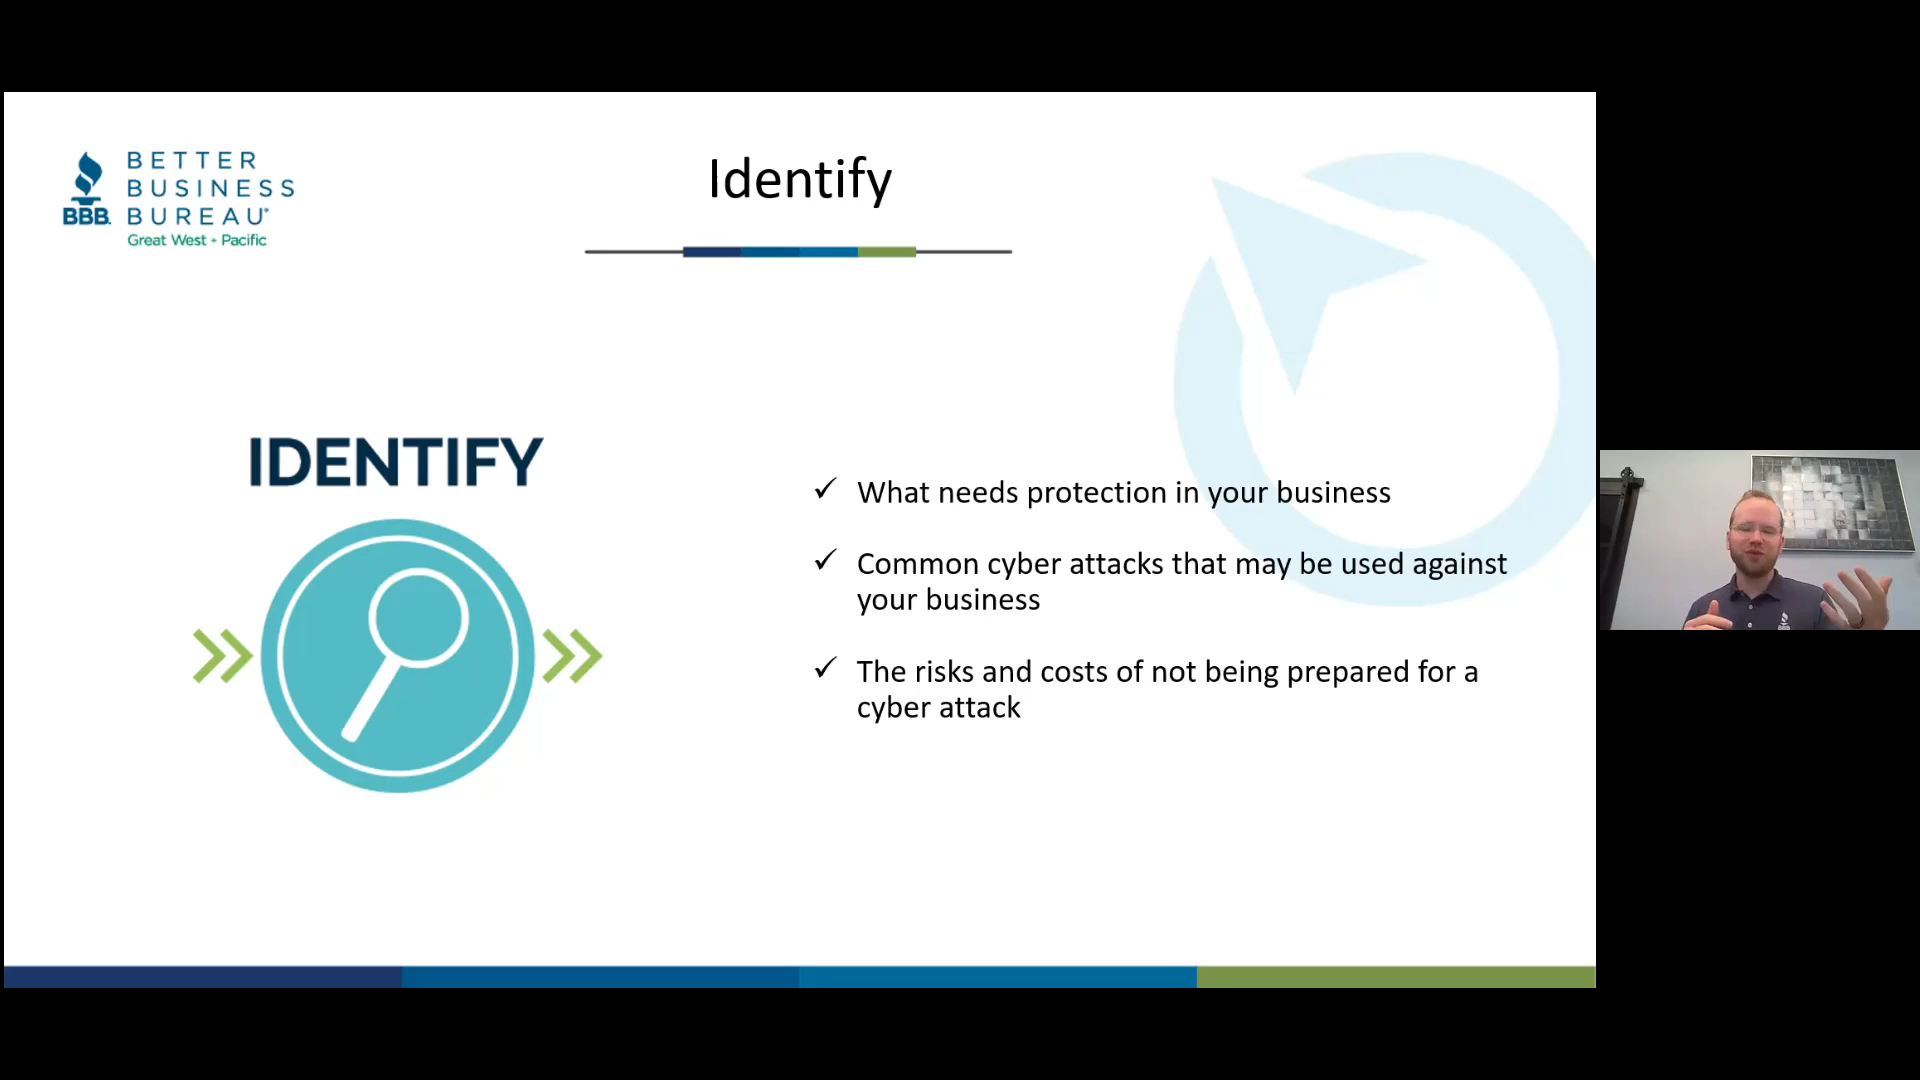 BETTER
BUSINESS
BBB. BUREAU®
Great West + Pacific
Identify
IDENTIFY
What needs protection in your business
Common cyber attacks that may be used against
your business
The risks and costs of not being prepared for a
cyber attack
BBB